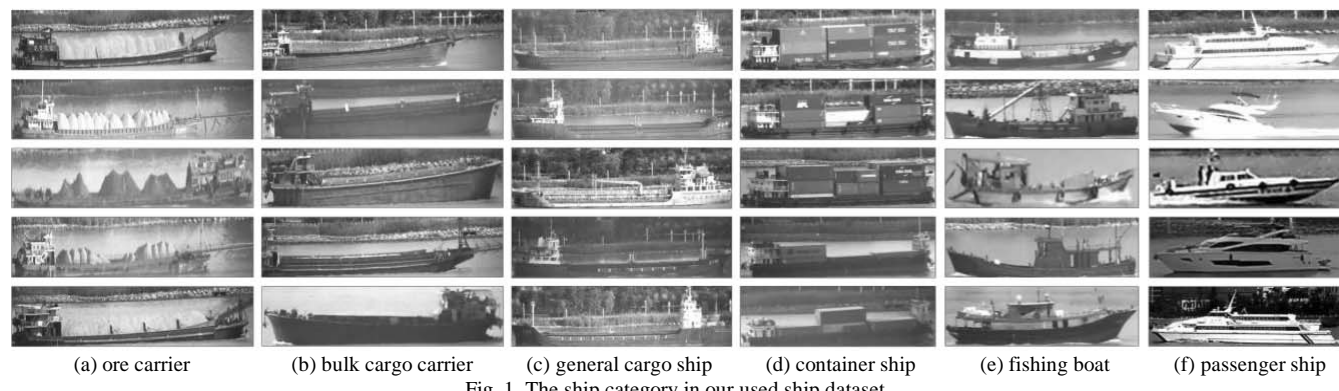 (a) ore carrier (b) bulk cargo carrier (c) general cargo ship (d) container ship (e) fishing boat (f) passenger ship
Fig. 1. The ship category in our used ship dataset